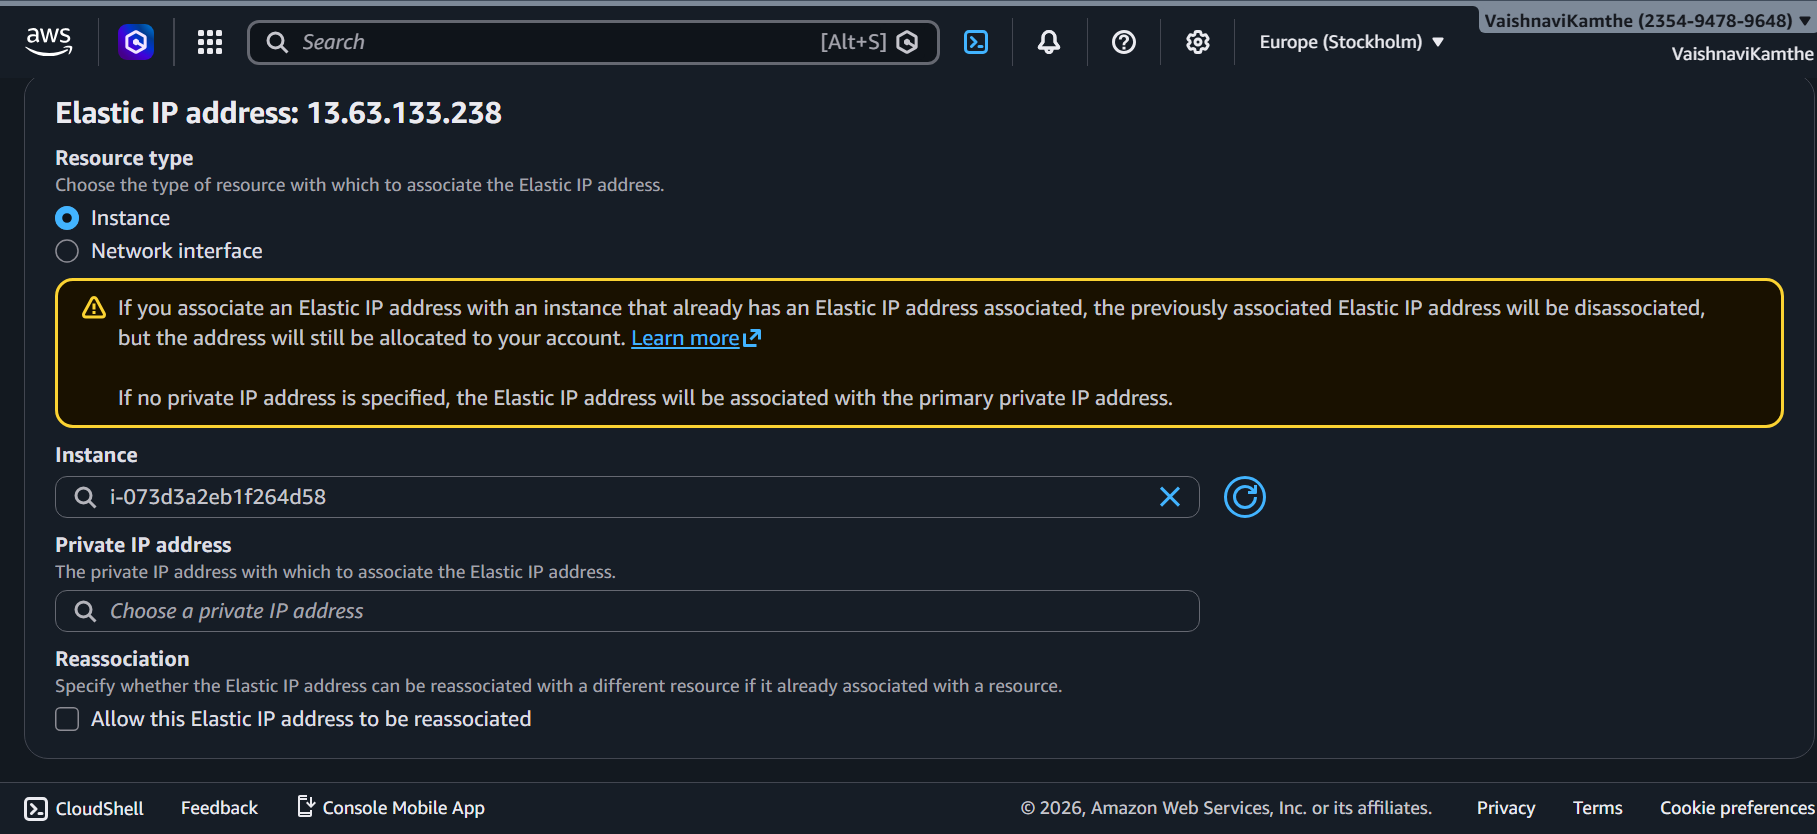 aws
Search
[Alt+S]
Europe (Stockholm) ▼
VaishnaviKamthe (2354-9478-9648) ▼
VaishnaviKamthe
Elastic IP address: 13.63.133.238
Resource type
Choose the type of resource with which to associate the Elastic IP address.
Instance
Network interface
If you associate an Elastic IP address with an instance that already has an Elastic IP address associated, the previously associated Elastic IP address will be disassociated,
but the address will still be allocated to your account. Learn more
If no private IP address is specified, the Elastic IP address will be associated with the primary private IP address.
Instance
i-073d3a2eb1f264d58
Private IP address
The private IP address with which to associate the Elastic IP address.
Choose a private IP address
Reassociation
Specify whether the Elastic IP address can be reassociated with a different resource if it already associated with a resource.
Allow this Elastic IP address to be reassociated
CloudShell
Feedback
Console Mobile App
© 2026, Amazon Web Services, Inc. or its affiliates.
Privacy
Terms
Cookie preferences